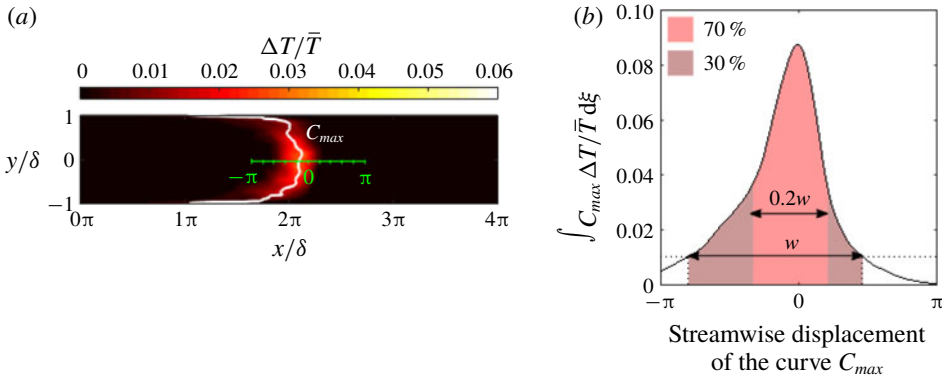 (a)
ΔT/T̅
0 0.01 0.02 0.03 0.04 0.05 0.06
1
C_max
y/δ 0
−π 0 π
−1
0π 1π 2π 3π 4π
x/δ
(b)
0.10
70 %
30 %
0.08
0.06
∫ C_max ΔT/T̅ dξ
0.04
0.2w
0.02
w
0
−π 0 π
Streamwise displacement
of the curve C_max